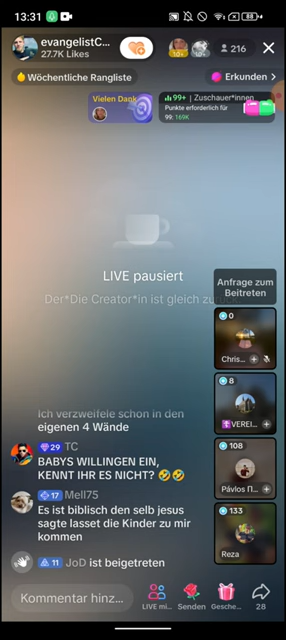 13:31
88
evangelistC...
27.7K Likes
10+
10+
216
Wöchentliche Rangliste
Erkunden >
Vielen Dank
99+ | Zuschauer*innen
Punkte erforderlich für
99: 169K
LIVE pausiert
Der*Die Creator*in ist gleich zurü
Anfrage zum
Beitreten
0
Chris...
8
VEREI...
108
Pávlos Π...
133
Reza
Ich verzweifele schon in den
eigenen 4 Wände
29 TC
BABYS WILLINGEN EIN,
KENNT IHR ES NICHT? 🤣🤣
17 Mell75
Es ist biblisch den selb jesus
sagte lasset die Kinder zu mir
kommen
11 JoD ist beigetreten
Kommentar hinz...
LIVE mi...
Senden
Gesche...
28